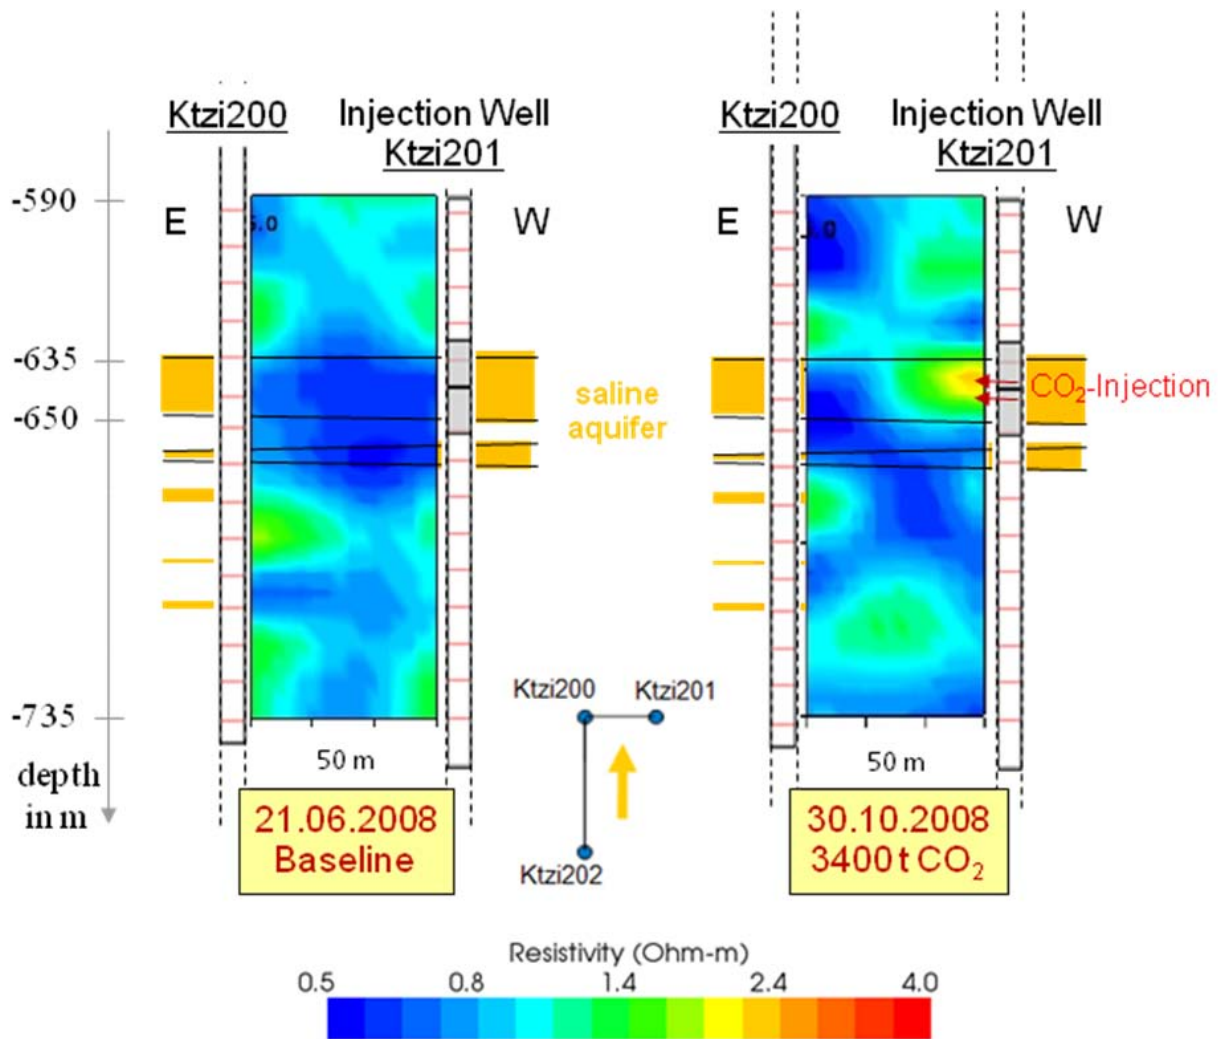 Ktzi200
Injection Well
Ktzi201
Ktzi200
Injection Well
Ktzi201
-590
E
W
E
W
-635
-650
saline
aquifer
CO₂-Injection
-735
depth
in m
50 m
50 m
Ktzi200
Ktzi201
Ktzi202
21.06.2008
Baseline
30.10.2008
3400 t CO₂
Resistivity (Ohm-m)
0.5 0.8 1.4 2.4 4.0